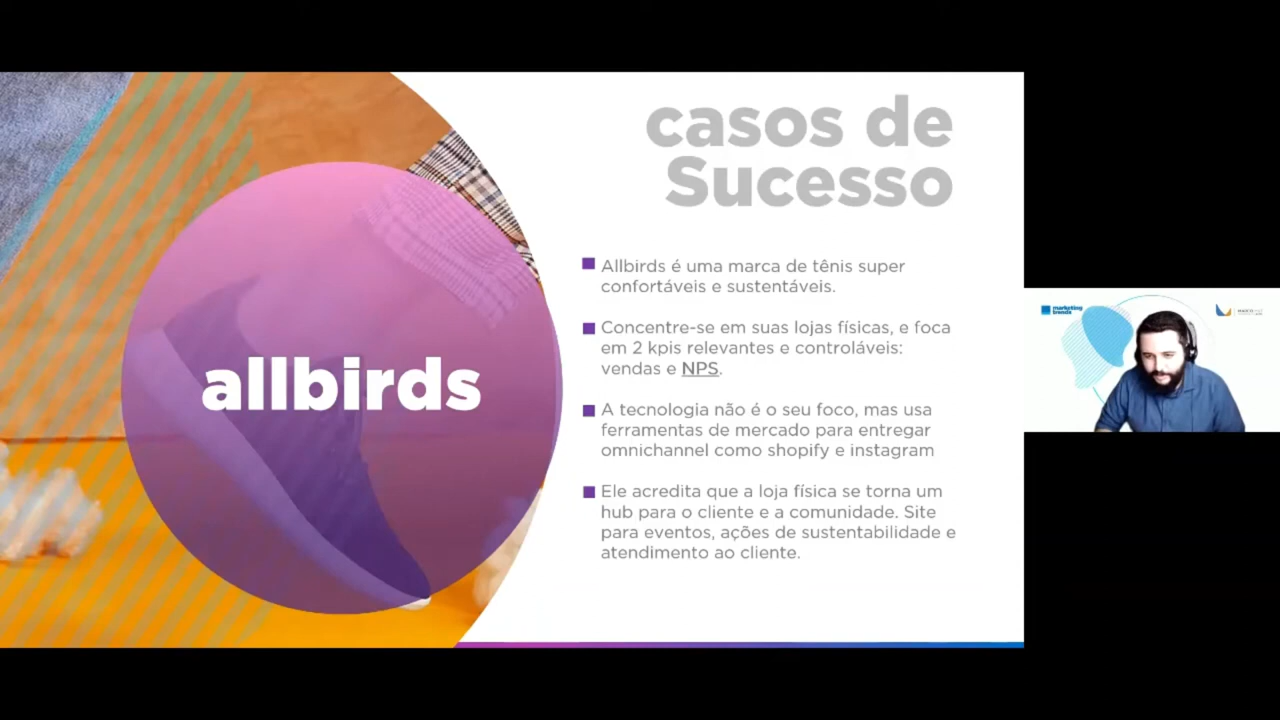 casos de
Sucesso
allbirds
Allbirds é uma marca de tênis super
confortáveis e sustentáveis.
Concentre-se em suas lojas físicas, e foca
em 2 kpis relevantes e controláveis:
vendas e NPS.
A tecnologia não é o seu foco, mas usa
ferramentas de mercado para entregar
omnichannel como shopify e instagram
Ele acredita que a loja física se torna um
hub para o cliente e a comunidade. Site
para eventos, ações de sustentabilidade e
atendimento ao cliente.
marketing
trends